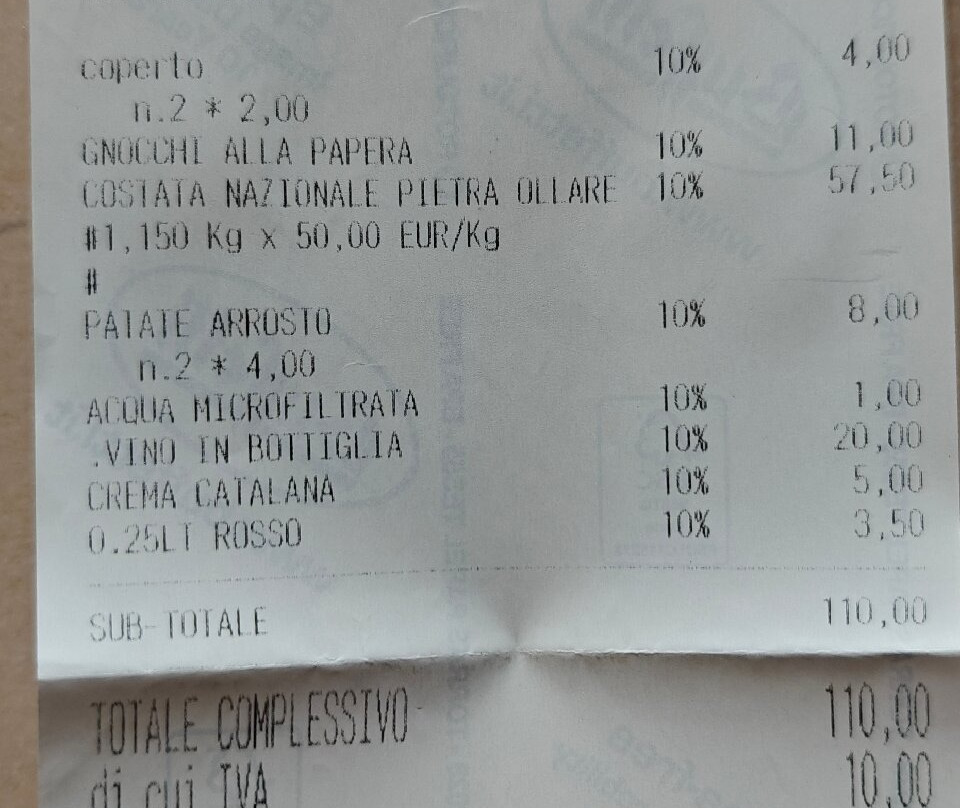 coperto 10% 4,00
n.2 * 2,00
GNOCCHI ALLA PAPERA 10% 11,00
COSTATA NAZIONALE PIETRA OLLARE 10% 57,50
#1,150 Kg x 50,00 EUR/Kg
#
PATATE ARROSTO 10% 8,00
n.2 * 4,00
ACQUA MICROFILTRATA 10% 1,00
.VINO IN BOTTIGLIA 10% 20,00
CREMA CATALANA 10% 5,00
0.25LT ROSSO 10% 3,50
SUB-TOTALE 110,00
TOTALE COMPLESSIVO 110,00
di cui IVA 10,00